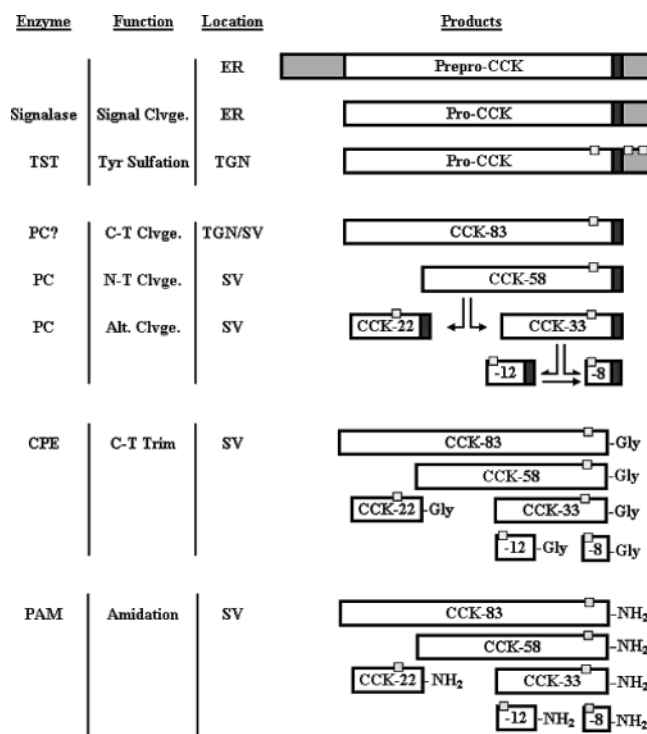 Enzyme Function Location Products
ER Prepro-CCK
Signalase Signal Clvge. ER Pro-CCK
TST Tyr Sulfation TGN Pro-CCK
PC? C-T Clvge. TGN/SV CCK-83
PC N-T Clvge. SV CCK-58
PC Alt. Clvge. SV CCK-22 CCK-33
-12 -8
CPE C-T Trim SV CCK-83 -Gly
CCK-58 -Gly
CCK-22 -Gly CCK-33 -Gly
-12 -Gly -8 -Gly
PAM Amidation SV CCK-83 -NH₂
CCK-58 -NH₂
CCK-22 -NH₂ CCK-33 -NH₂
-12 -NH₂ -8 -NH₂